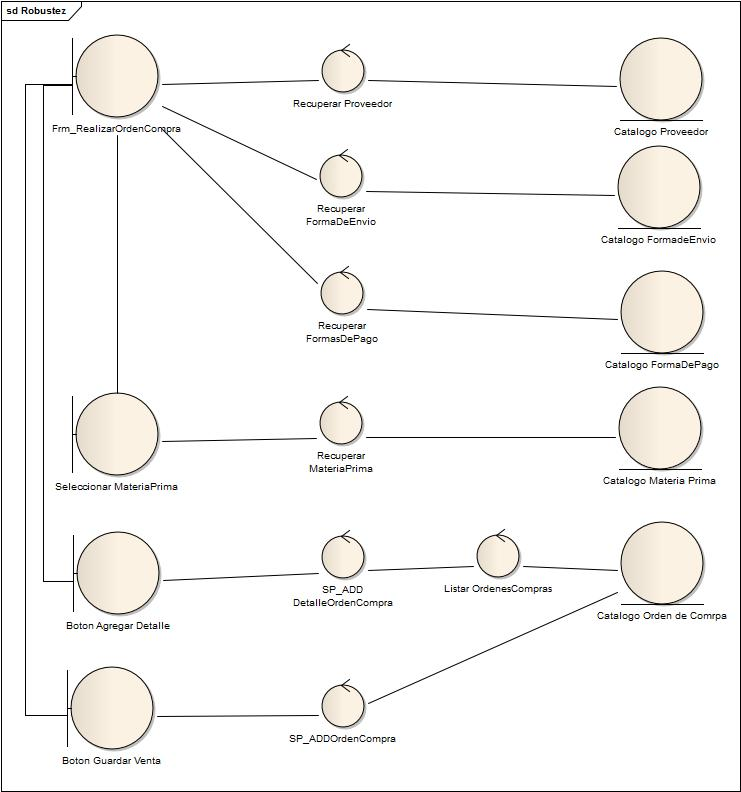 sd Robustez
Frm_RealizarOrdenCompra
Recuperar Proveedor
Catalogo Proveedor
Recuperar
FormaDeEnvio
Catalogo FormadeEnvio
Recuperar
FormasDePago
Catalogo FormaDePago
Seleccionar MateriaPrima
Recuperar
MateriaPrima
Catalogo Materia Prima
Boton Agregar Detalle
SP_ADD
DetalleOrdenCompra
Listar OrdenesCompras
Catalogo Orden de Comrpa
Boton Guardar Venta
SP_ADDOrdenCompra